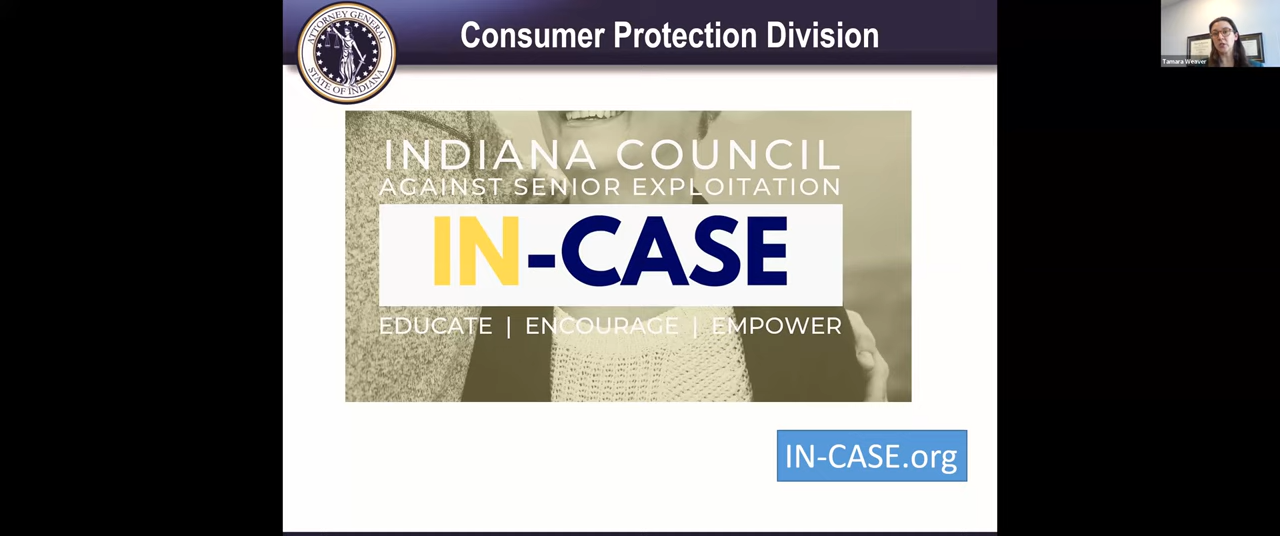 Consumer Protection Division
ATTORNEY GENERAL
STATE OF INDIANA
Tamara Weaver
INDIANA COUNCIL
AGAINST SENIOR EXPLOITATION
IN-CASE
EDUCATE | ENCOURAGE | EMPOWER
IN-CASE.org